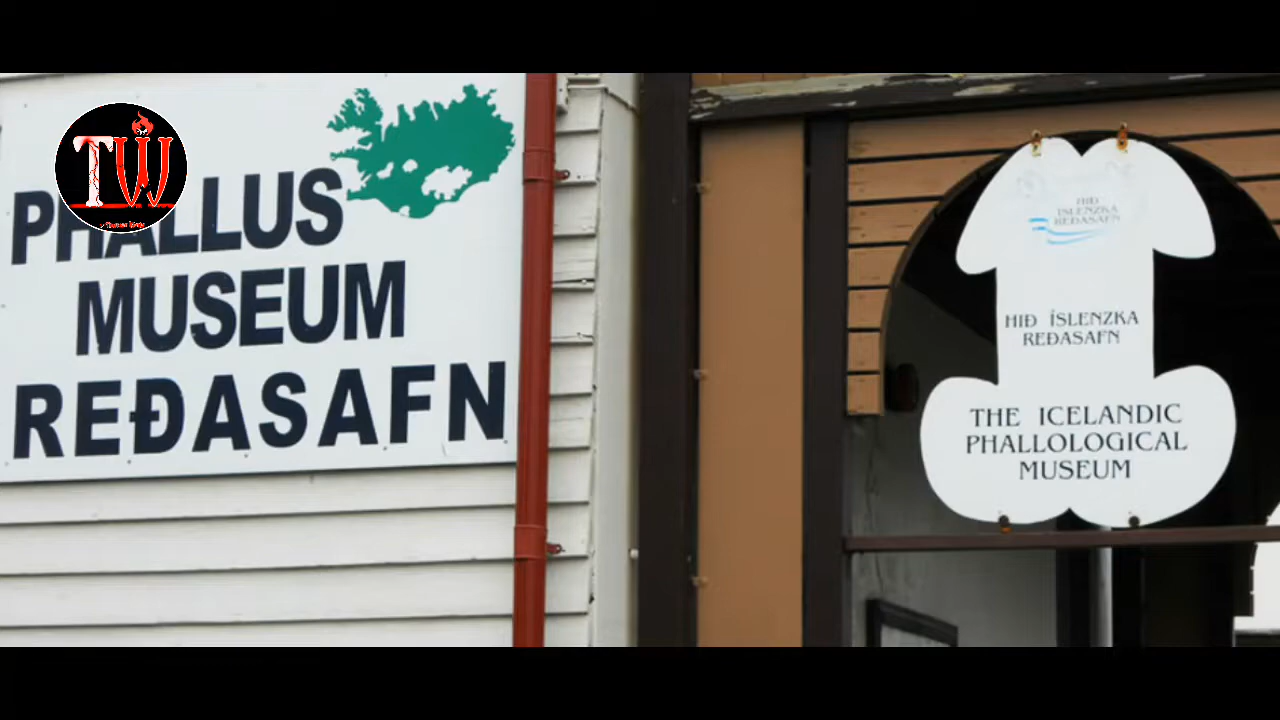 TW
PHALLUS
MUSEUM
REÐASAFN
HIÐ
ÍSLENZKA
REÐASAFN
HIÐ ÍSLENZKA
REÐASAFN
THE ICELANDIC
PHALLOLOGICAL
MUSEUM